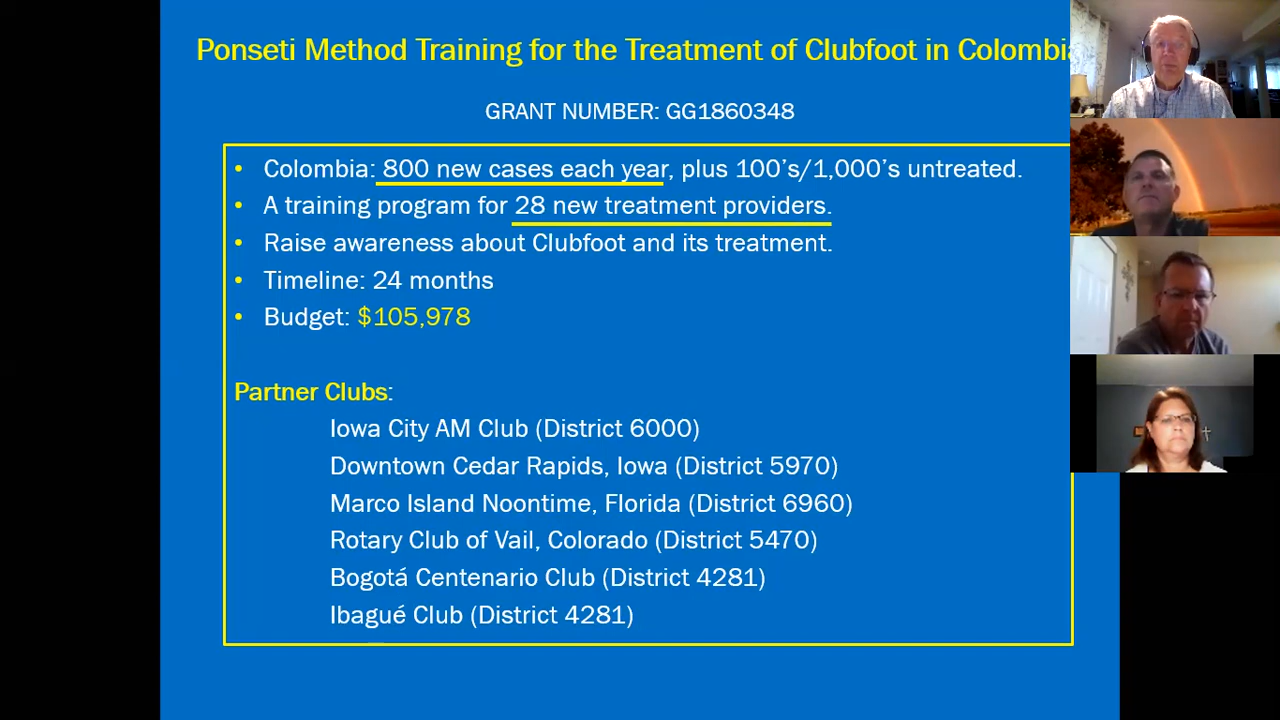 Ponseti Method Training for the Treatment of Clubfoot in Colombia
GRANT NUMBER: GG1860348
• Colombia: 800 new cases each year, plus 100's/1,000's untreated.
• A training program for 28 new treatment providers.
• Raise awareness about Clubfoot and its treatment.
• Timeline: 24 months
• Budget: $105,978
Partner Clubs:
Iowa City AM Club (District 6000)
Downtown Cedar Rapids, Iowa (District 5970)
Marco Island Noontime, Florida (District 6960)
Rotary Club of Vail, Colorado (District 5470)
Bogotá Centenario Club (District 4281)
Ibagué Club (District 4281)